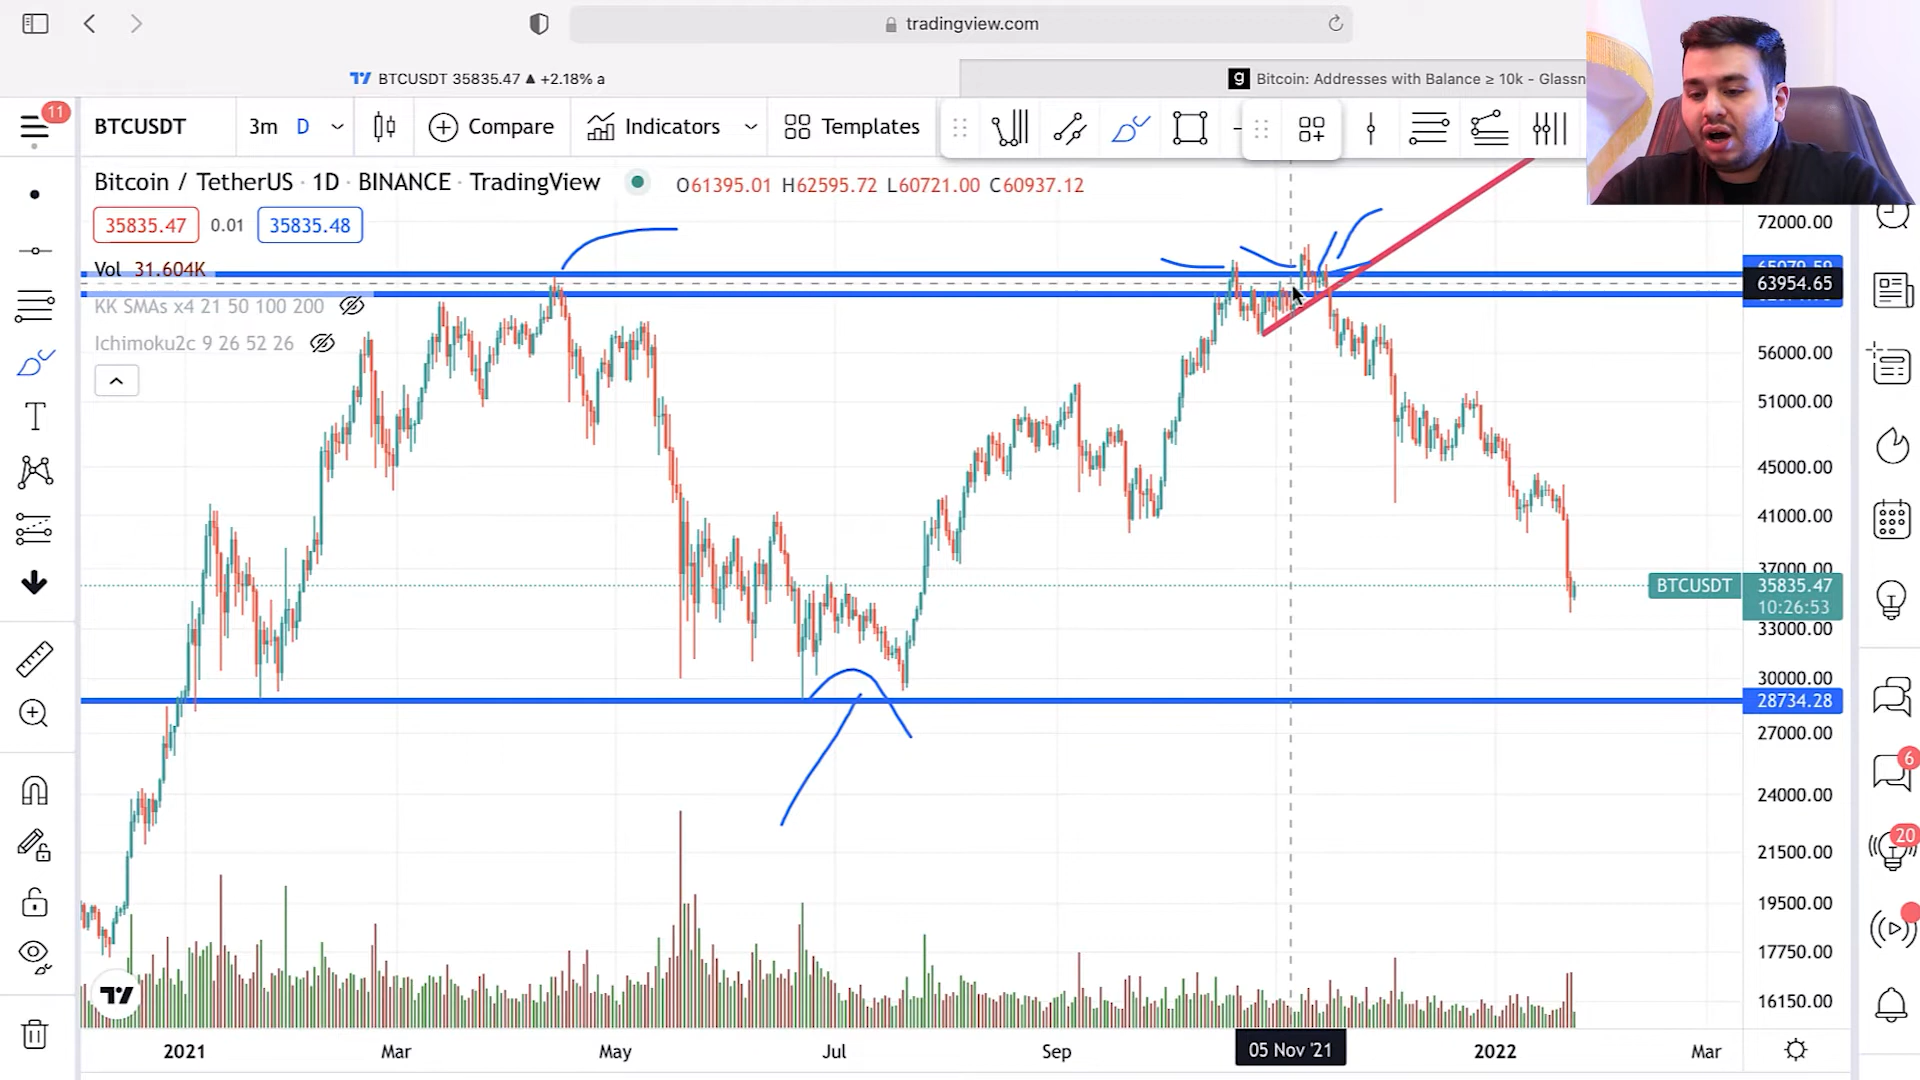 tradingview.com
BTCUSDT 35835.47 ▲ +2.18% a
g Bitcoin: Addresses with Balance ≥ 10k - Glassn
11
BTCUSDT 3m D Compare Indicators Templates
Bitcoin / TetherUS · 1D · BINANCE · TradingView O61395.01 H62595.72 L60721.00 C60937.12
35835.47 0.01 35835.48
Vol 31.604K
KK SMAs x4 21 50 100 200
Ichimoku2c 9 26 52 26
72000.00
63954.65
56000.00
51000.00
45000.00
41000.00
37000.00
BTCUSDT 35835.47
10:26:53
33000.00
30000.00
28734.28
27000.00
24000.00
21500.00
19500.00
17750.00
16150.00
6
20
2021 Mar May Jul Sep 05 Nov '21 2022 Mar